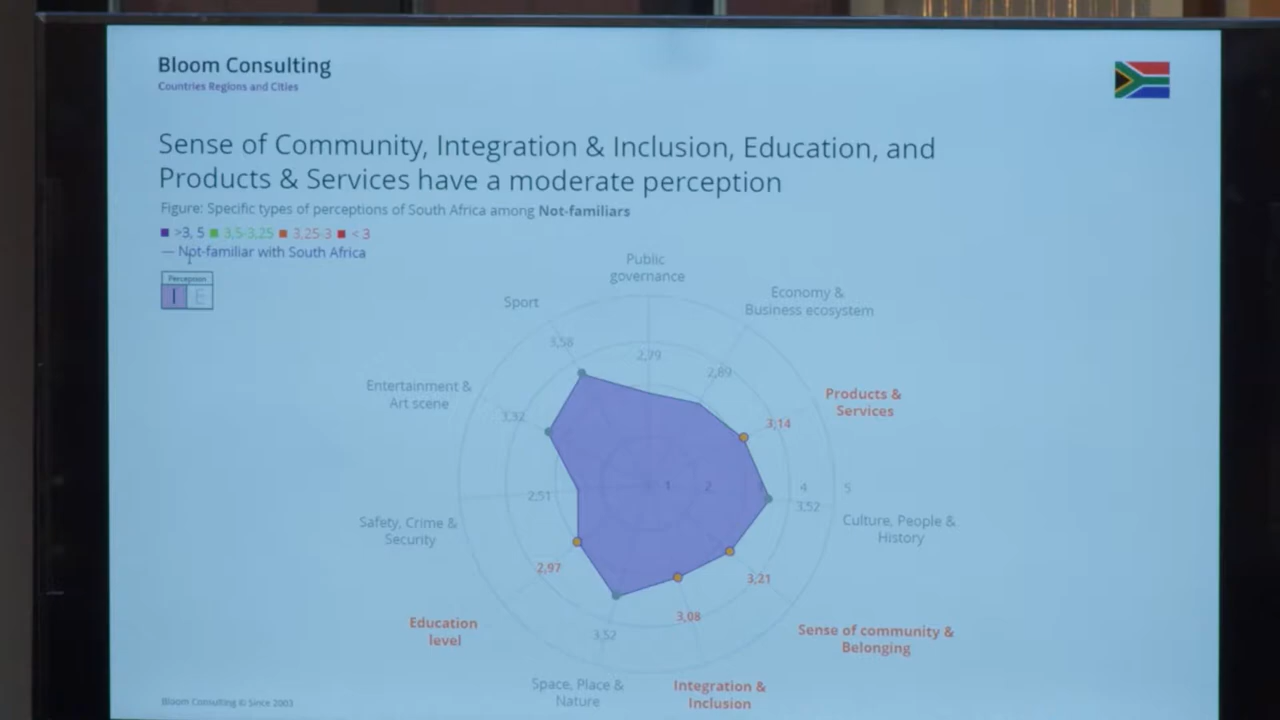 Bloom Consulting
Countries Regions and Cities
Sense of Community, Integration & Inclusion, Education, and
Products & Services have a moderate perception
Figure: Specific types of perceptions of South Africa among Not-familiars
>3, 5 3,5-3,25 3,25-3 < 3
— Not-familiar with South Africa
Perception
I E
Public
governance
Economy &
Business ecosystem
Sport
3,58
2,79
2,89
Entertainment &
Art scene
3,32
Products &
Services
3,14
2,51
1 2 4 5
3,52
Safety, Crime &
Security
Culture, People &
History
2,97
3,21
Education
level
3,08
3,52
Sense of community &
Belonging
Space, Place &
Nature
Integration &
Inclusion
Bloom Consulting © Since 2003